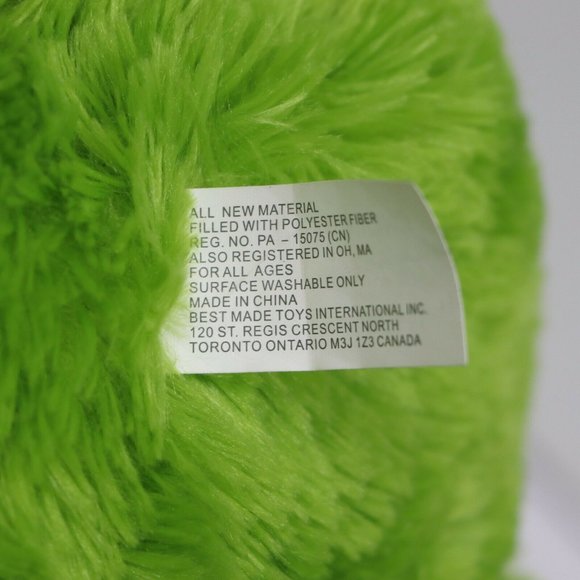 ALL NEW MATERIAL
FILLED WITH POLYESTER FIBER
REG. NO. PA – 15075 (CN)
ALSO REGISTERED IN OH, MA
FOR ALL AGES
SURFACE WASHABLE ONLY
MADE IN CHINA
BEST MADE TOYS INTERNATIONAL INC.
120 ST. REGIS CRESCENT NORTH
TORONTO ONTARIO M3J 1Z3 CANADA